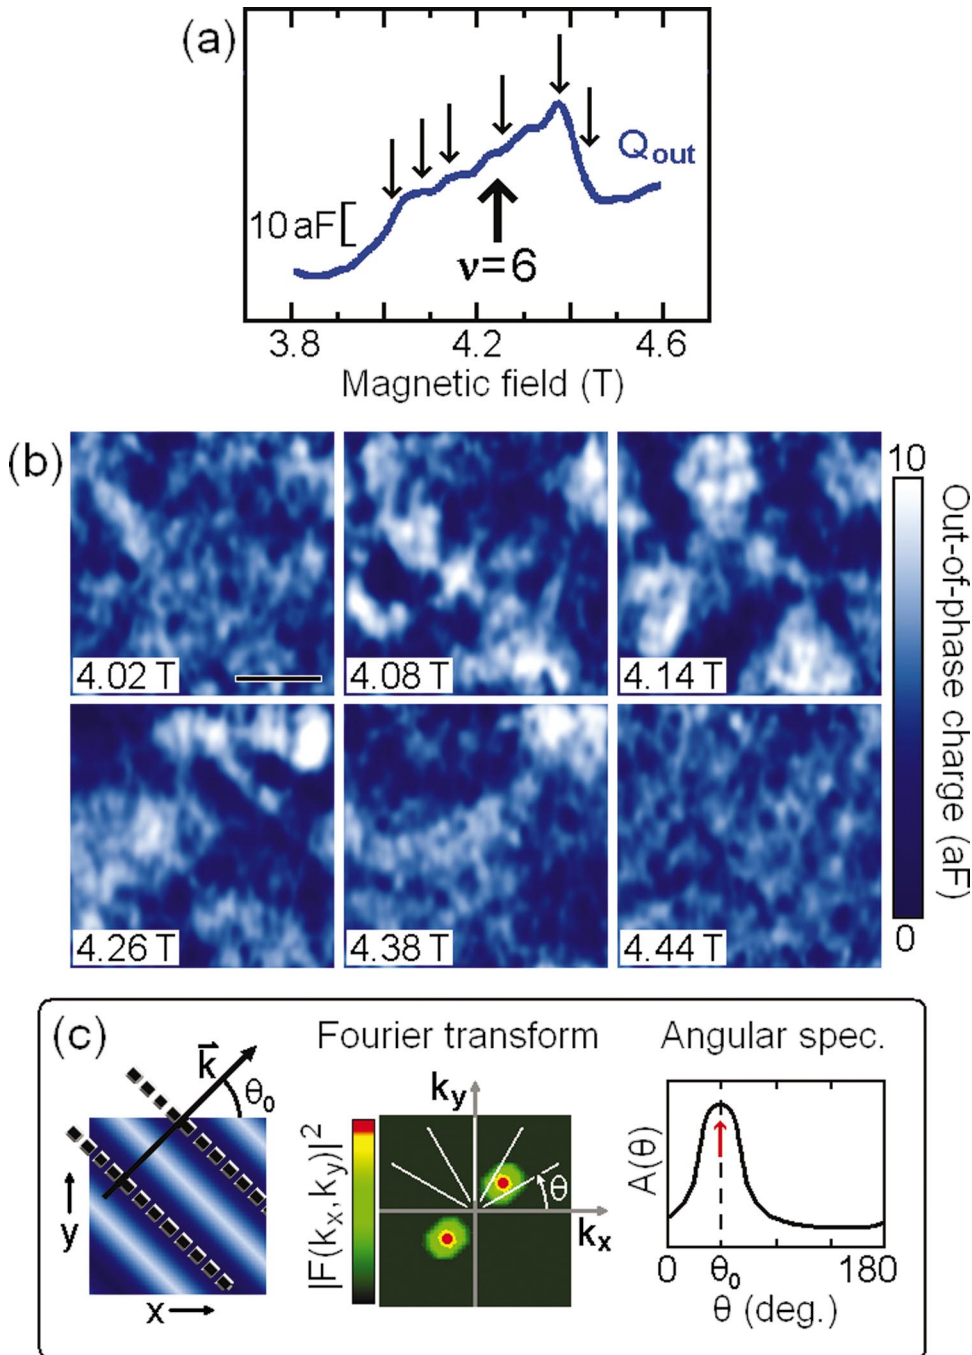 (a)
Q_out
10 aF
ν=6
3.8 4.2 4.6
Magnetic field (T)
(b)
4.02 T
4.08 T
4.14 T
4.26 T
4.38 T
4.44 T
10
0
Out-of-phase charge (aF)
(c)
Fourier transform
Angular spec.
k⃗
θ₀
y
x
|F(kₓ, k_y)|²
k_y
θ
kₓ
A(θ)
0 θ₀ 180
θ (deg.)